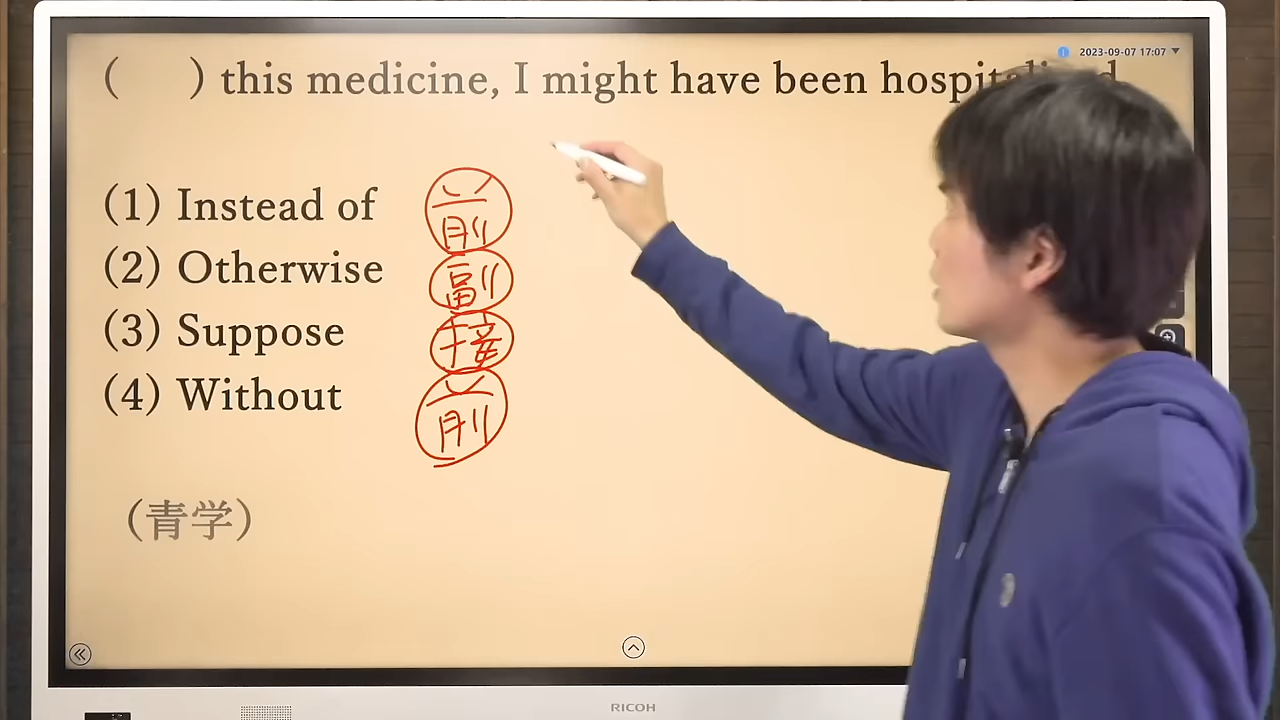 2023-09-07 17:07
( ) this medicine, I might have been
(1) Instead of 前
(2) Otherwise 副
(3) Suppose 接
(4) Without 前
(青学)
RICOH